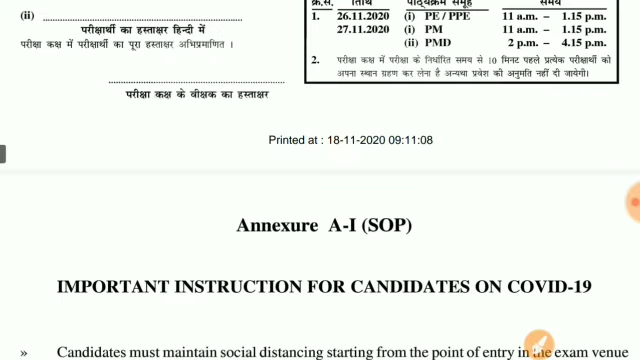 क्र.सं. तिथि पाठ्यक्रम समूह समय
(ii)
1. 26.11.2020 (i) PE / PPE 11 a.m. – 1.15 p.m.
27.11.2020 (i) PM 11 a.m. – 1.15 p.m.
(ii) PMD 2 p.m. – 4.15 p.m.
परीक्षार्थी का हस्ताक्षर हिन्दी में
परीक्षा कक्ष में परीक्षार्थी का पूरा हस्ताक्षर अभिप्रमाणित ।
2. परीक्षा कक्ष में परीक्षा के निर्धारित समय से 10 मिनट पहले प्रत्येक परीक्षार्थी को
अपना स्थान ग्रहण कर लेना है अन्यथा प्रवेश की अनुमति नहीं दी जायेगी।
परीक्षा कक्ष के वीक्षक का हस्ताक्षर
Printed at : 18-11-2020 09:11:08
Annexure A-I (SOP)
IMPORTANT INSTRUCTION FOR CANDIDATES ON COVID-19
» Candidates must maintain social distancing starting from the point of entry in the exam venue